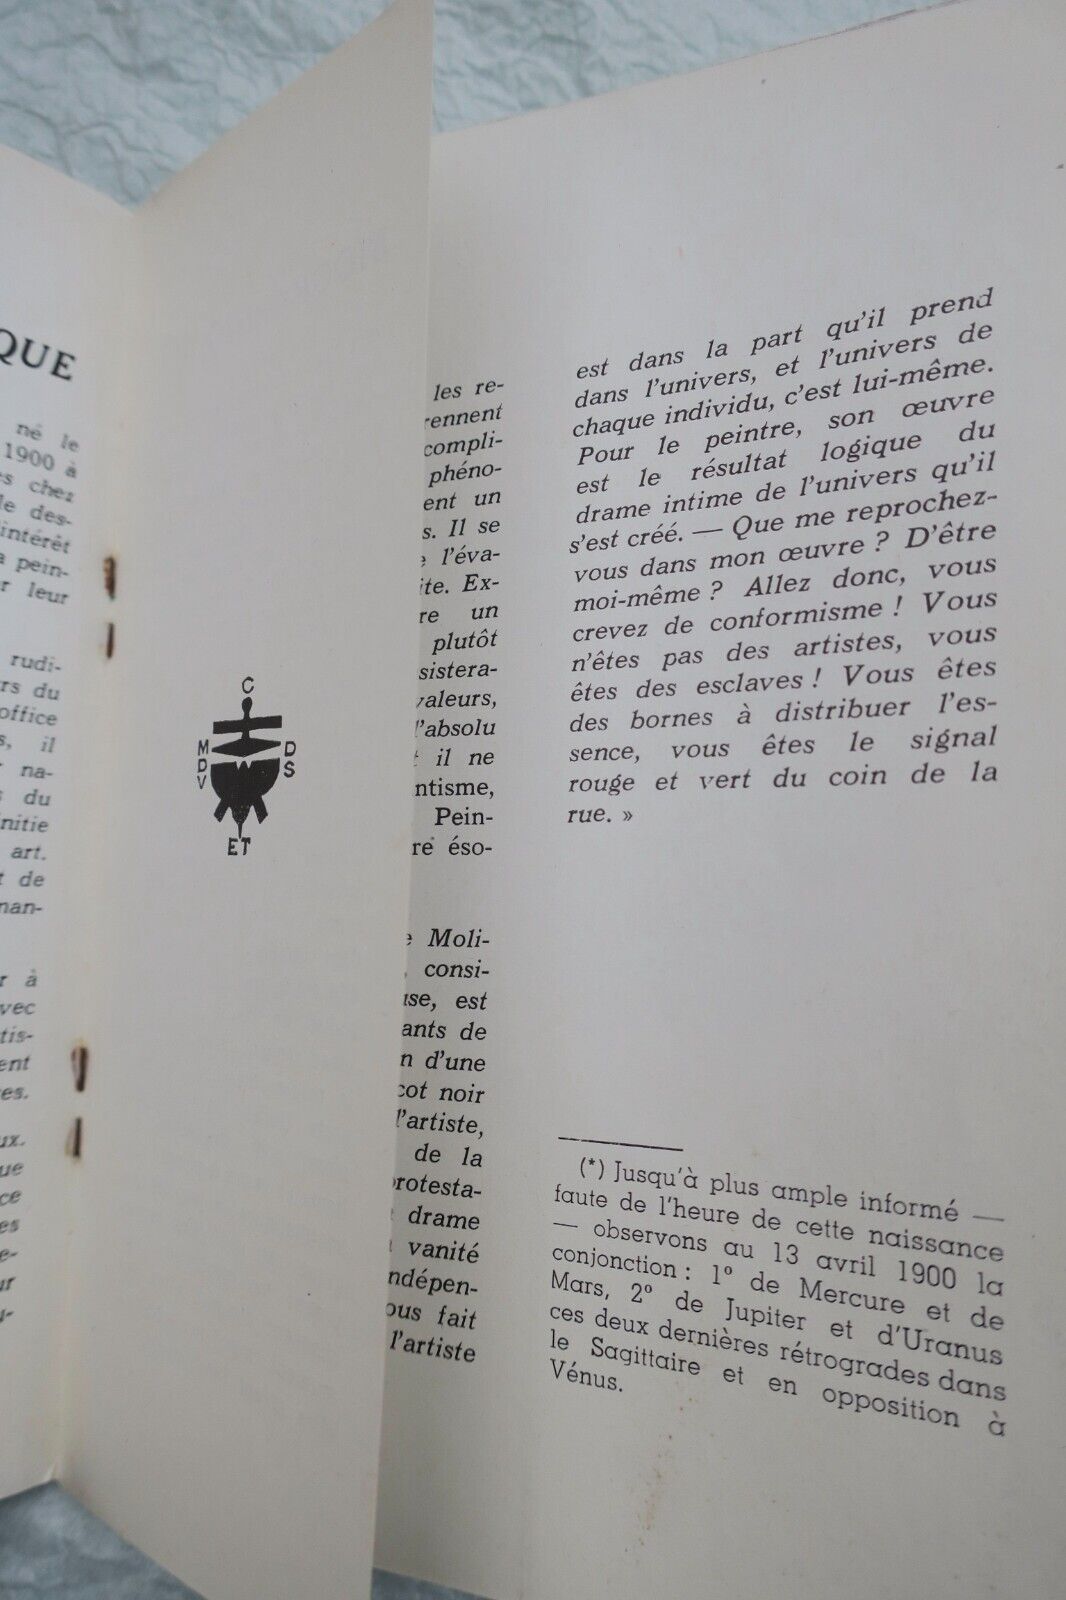 QUE
né le
1900 à
es chez
le des-
intérêt
a pein-
r leur
rudi-
rs du
office
s, il
r na-
s du
initie
art.
t de
nan-
r à
vec
tis-
ent
es.
ux.
ue
ce
es
e-
ur
C
M D
D S
V
ET
les re-
rennent
compli-
phéno-
ent un
s. Il se
e l'éva-
ite. Ex-
re un
plutôt
sistera-
valeurs,
l'absolu
t il ne
ntisme,
Pein-
re éso-
e Moli-
, consi-
use, est
ants de
n d'une
cot noir
l'artiste,
de la
protesta-
t drame
vanité
ndépen-
ous fait
l'artiste
est dans la part qu'il prend
dans l'univers, et l'univers de
chaque individu, c'est lui-même.
Pour le peintre, son œuvre
est le résultat logique du
drame intime de l'univers qu'il
s'est créé. — Que me reprochez-
vous dans mon œuvre ? D'être
moi-même ? Allez donc, vous
crevez de conformisme ! Vous
n'êtes pas des artistes, vous
êtes des esclaves ! Vous êtes
des bornes à distribuer l'es-
sence, vous êtes le signal
rouge et vert du coin de la
rue. »
(*) Jusqu'à plus ample informé —
faute de l'heure de cette naissance
— observons au 13 avril 1900 la
conjonction : 1° de Mercure et de
Mars, 2° de Jupiter et d'Uranus
ces deux dernières rétrogrades dans
le Sagittaire et en opposition à
Vénus.